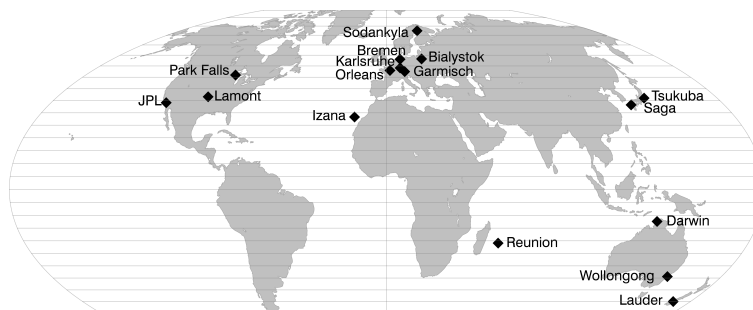 Sodankyla
Bremen
Bialystok
Karlsruhe
Park Falls
Orleans
Garmisch
JPL
Lamont
Tsukuba
Saga
Izana
Darwin
Reunion
Wollongong
Lauder